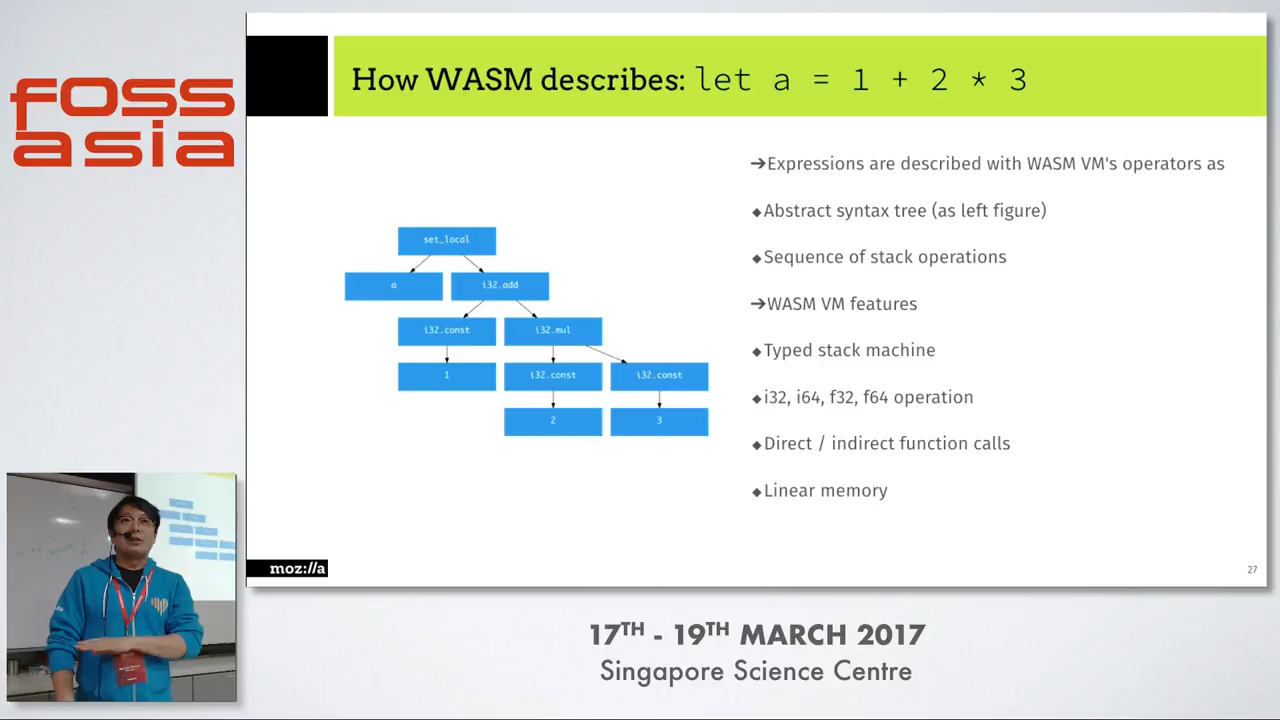 foss
asia
How WASM describes: let a = 1 + 2 * 3
set_local
a
i32.add
i32.const
i32.mul
1
i32.const
i32.const
2
3
➔Expressions are described with WASM VM's operators as
◆Abstract syntax tree (as left figure)
◆Sequence of stack operations
➔WASM VM features
◆Typed stack machine
◆i32, i64, f32, f64 operation
◆Direct / indirect function calls
◆Linear memory
moz://a
27
17TH - 19TH MARCH 2017
Singapore Science Centre